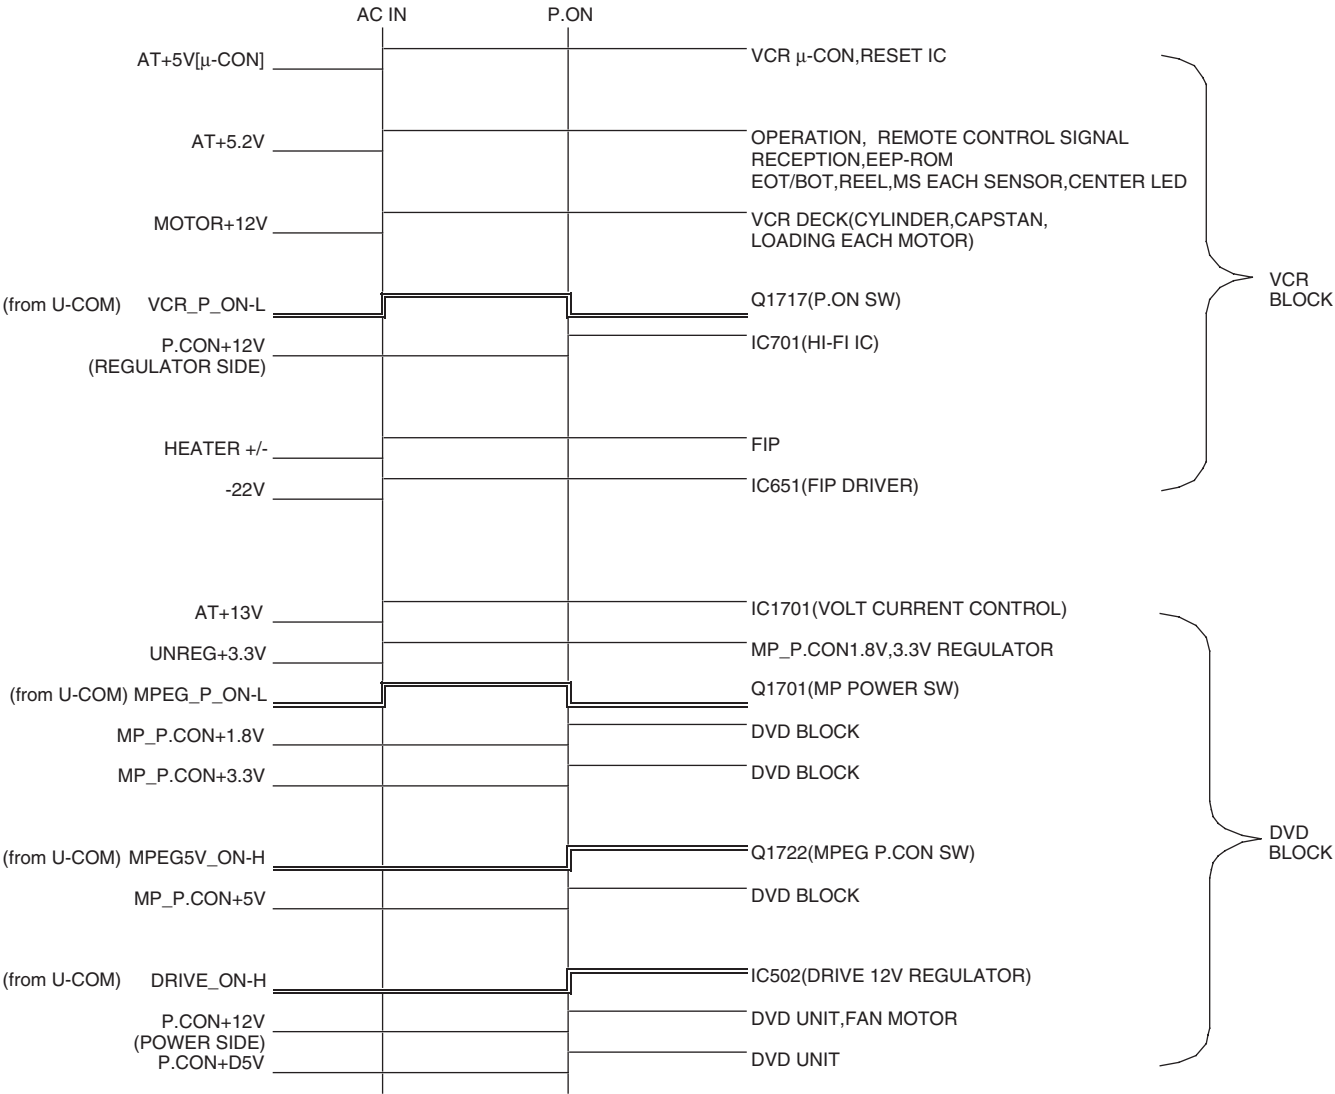 AC IN P.ON
AT+5V[μ-CON] VCR μ-CON,RESET IC
AT+5.2V OPERATION, REMOTE CONTROL SIGNAL
RECEPTION,EEP-ROM
EOT/BOT,REEL,MS EACH SENSOR,CENTER LED
MOTOR+12V VCR DECK(CYLINDER,CAPSTAN,
LOADING EACH MOTOR)
VCR
BLOCK
(from U-COM) VCR_P_ON-L Q1717(P.ON SW)
P.CON+12V IC701(HI-FI IC)
(REGULATOR SIDE)
HEATER +/- FIP
-22V IC651(FIP DRIVER)
AT+13V IC1701(VOLT CURRENT CONTROL)
UNREG+3.3V MP_P.CON1.8V,3.3V REGULATOR
(from U-COM) MPEG_P_ON-L Q1701(MP POWER SW)
MP_P.CON+1.8V DVD BLOCK
MP_P.CON+3.3V DVD BLOCK
DVD
BLOCK
(from U-COM) MPEG5V_ON-H Q1722(MPEG P.CON SW)
MP_P.CON+5V DVD BLOCK
(from U-COM) DRIVE_ON-H IC502(DRIVE 12V REGULATOR)
P.CON+12V DVD UNIT,FAN MOTOR
(POWER SIDE)
P.CON+D5V DVD UNIT